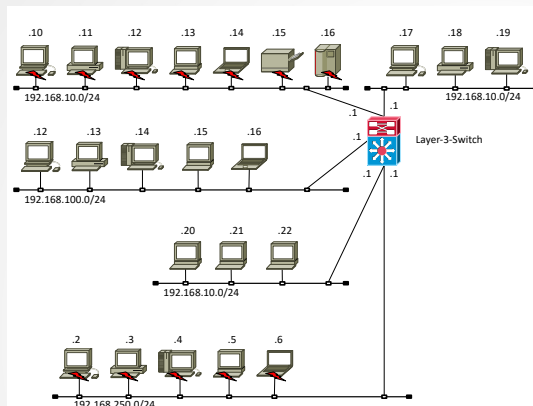 .10 .11 .12 .13 .14 .15 .16 .17 .18 .19
192.168.10.0/24 192.168.10.0/24
.1 .1
Layer-3-Switch
.1
.12 .13 .14 .15 .16
.1 .1
192.168.100.0/24
.20 .21 .22
192.168.10.0/24
.2 .3 .4 .5 .6
192.168.250.0/24